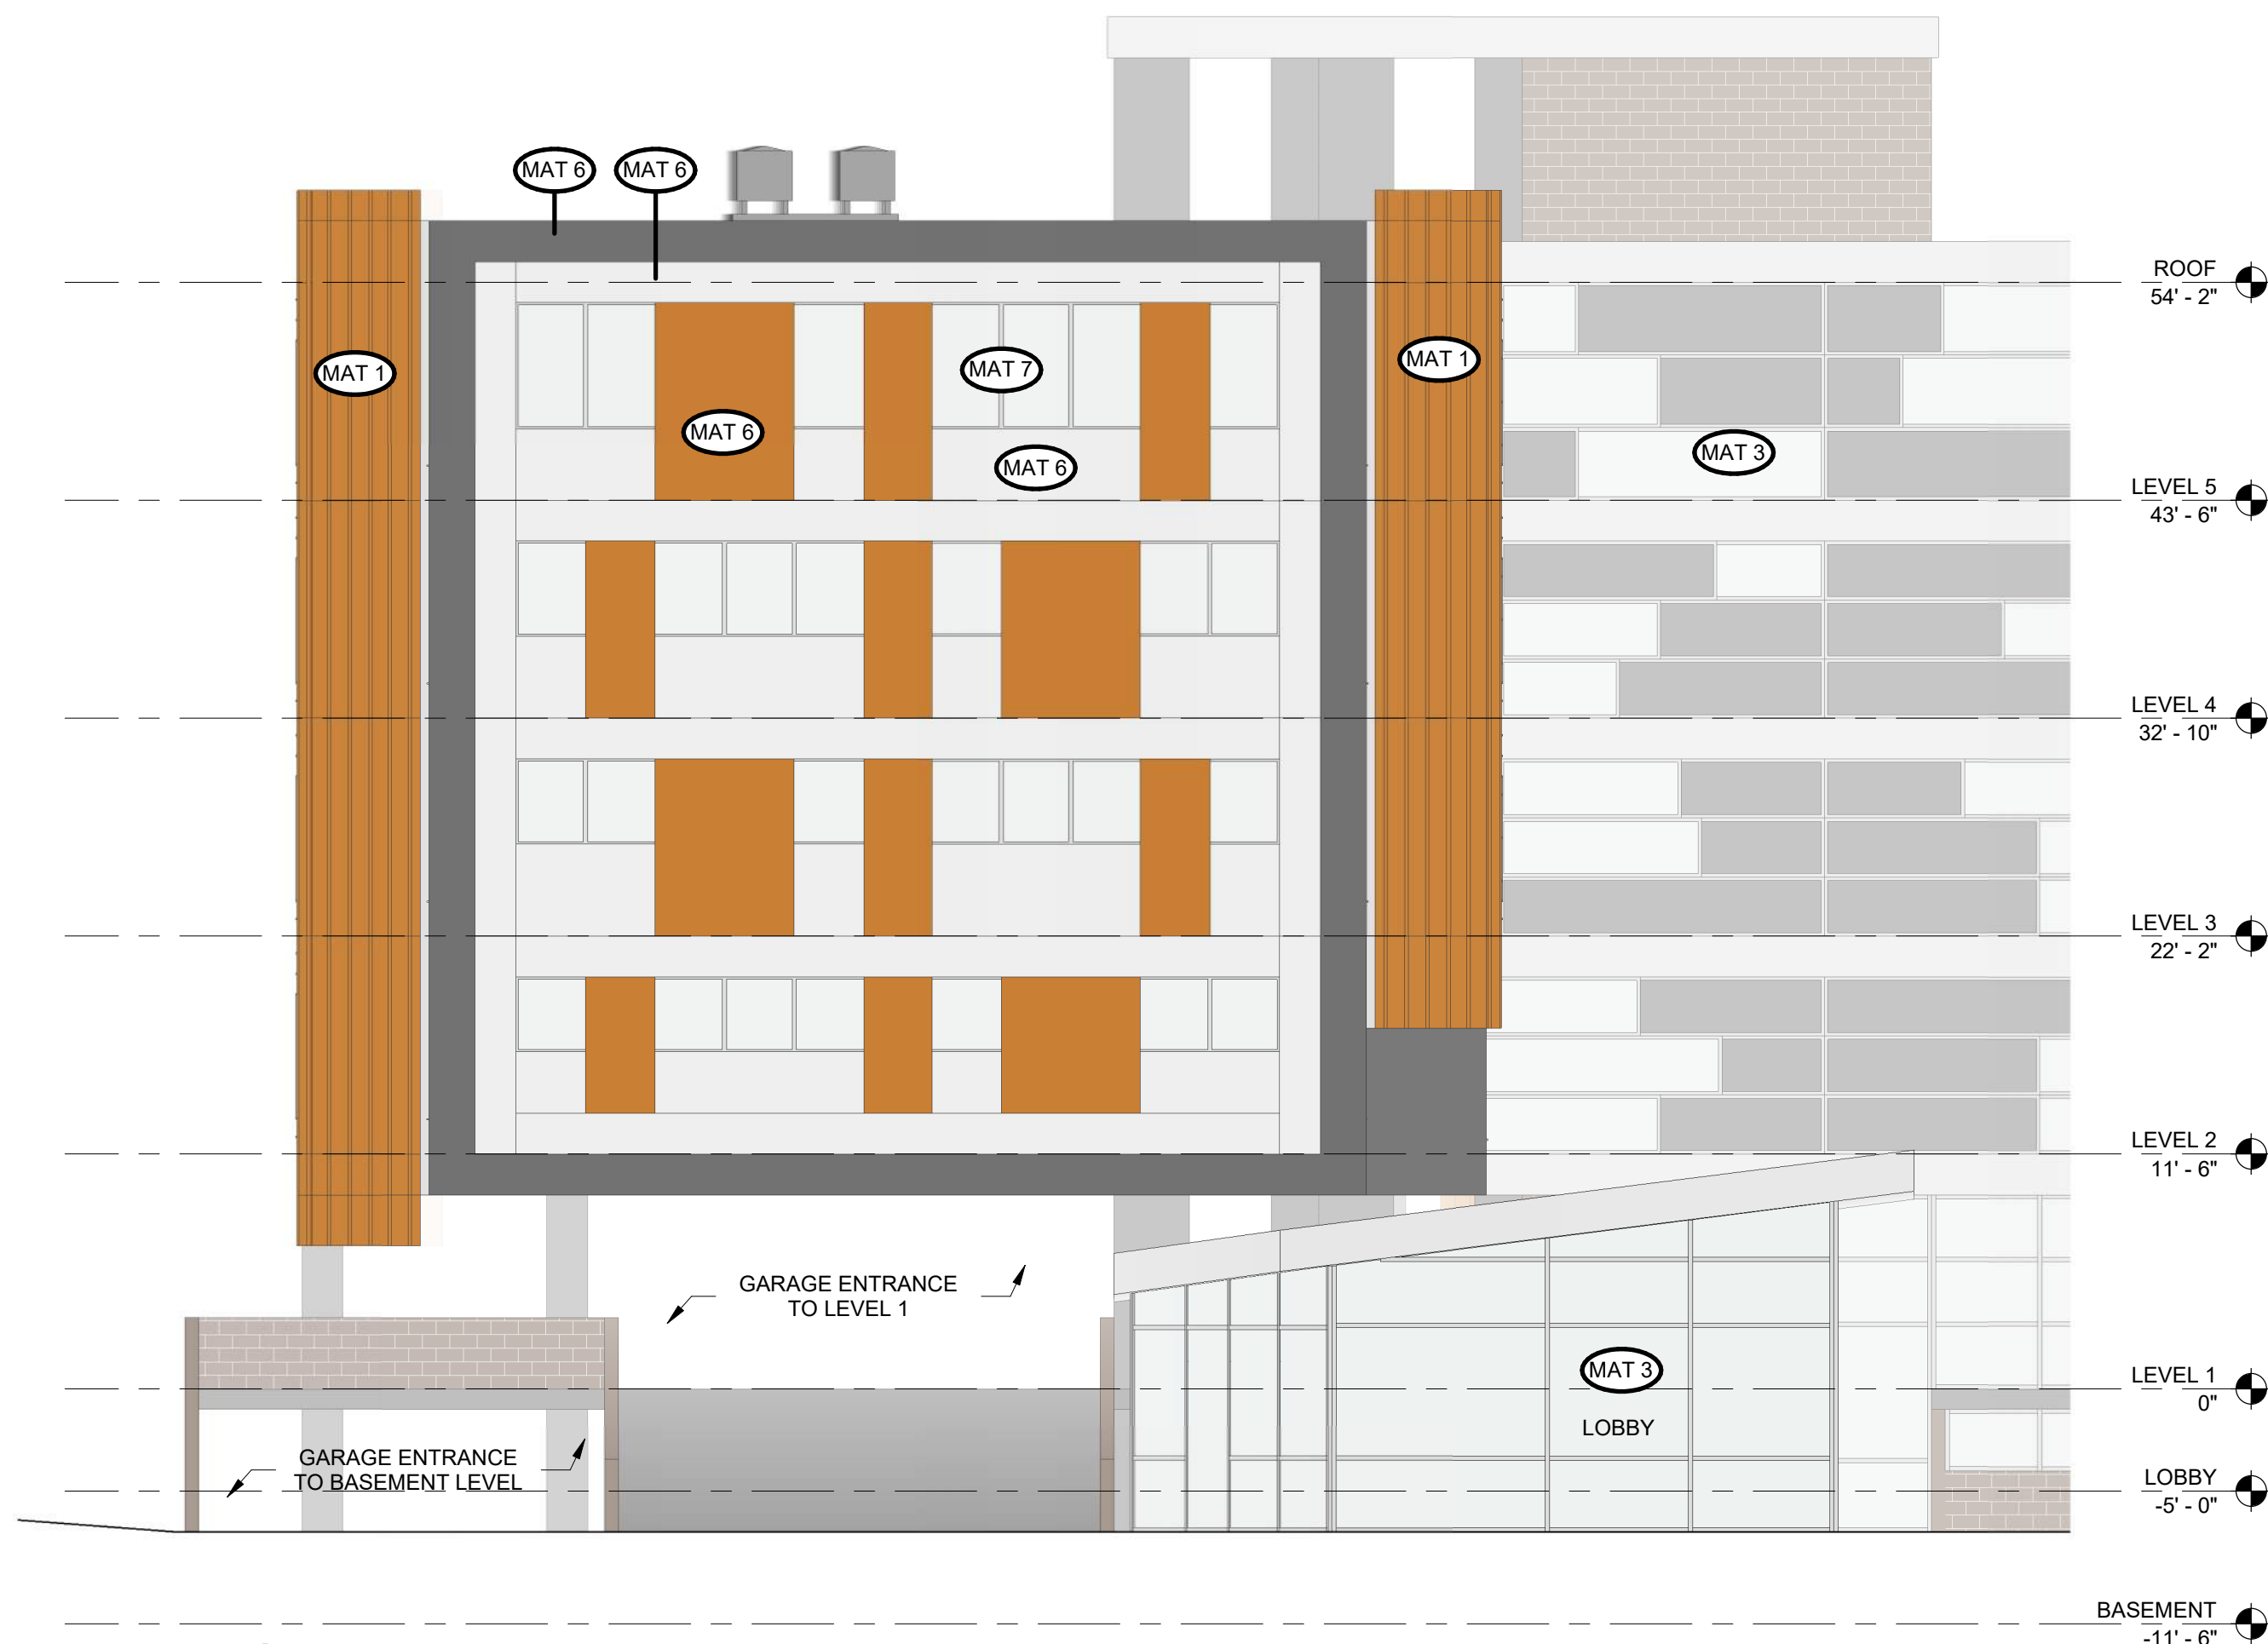 MAT 6
MAT 6
ROOF
54' - 2"
MAT 1
MAT 1
MAT 7
MAT 6
MAT 3
MAT 6
LEVEL 5
43' - 6"
LEVEL 4
32' - 10"
LEVEL 3
22' - 2"
LEVEL 2
11' - 6"
GARAGE ENTRANCE
TO LEVEL 1
MAT 3
LEVEL 1
0"
LOBBY
GARAGE ENTRANCE
TO BASEMENT LEVEL
LOBBY
-5' - 0"
BASEMENT
-11' - 6"